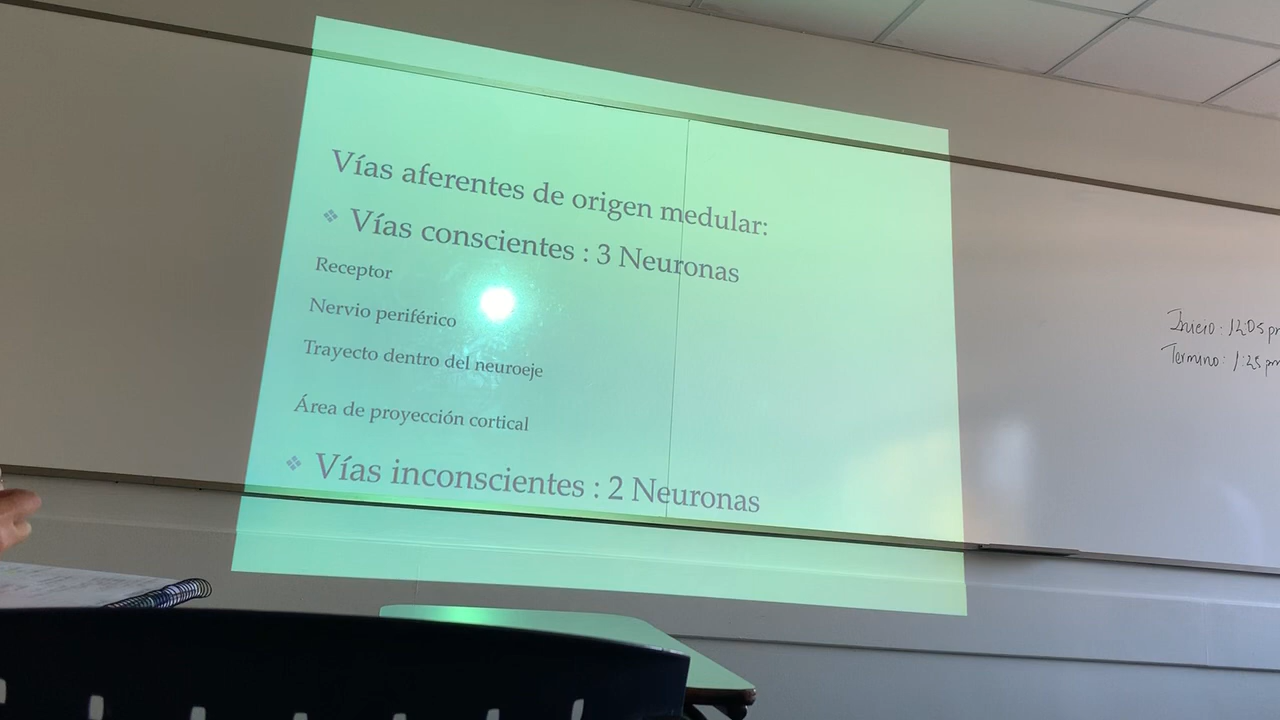 Vías aferentes de origen medular:
❖ Vías conscientes : 3 Neuronas
Receptor
Nervio periférico
Trayecto dentro del neuroeje
Área de proyección cortical
❖ Vías inconscientes : 2 Neuronas
Inicio: 12:05 pm
Termino: 1:25 pm